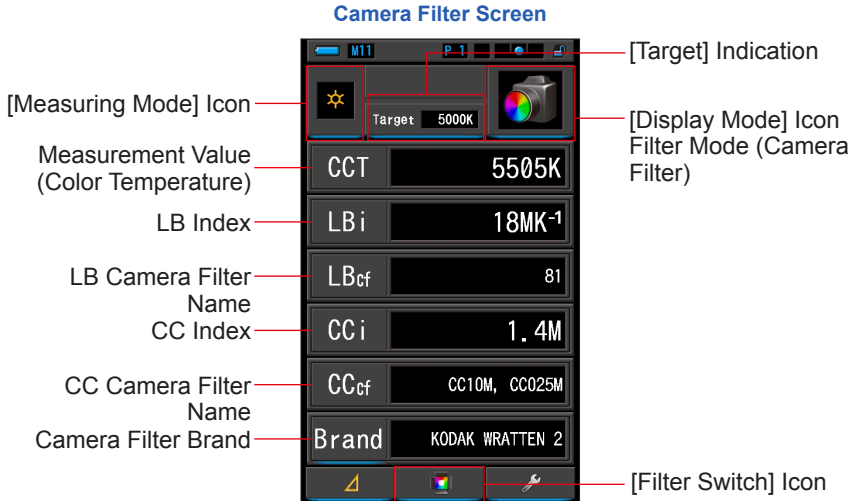 Camera Filter Screen
M11
P 1
[Target] Indication
[Measuring Mode] Icon
Target 5000K
[Display Mode] Icon
Filter Mode (Camera
Filter)
Measurement Value
(Color Temperature)
CCT 5505K
LB Index
LBi 18MK-1
LB Camera Filter
Name
LBcf 81
CC Index
CCi 1.4M
CC Camera Filter
Name
CCcf CC10M, CC025M
Camera Filter Brand
Brand KODAK WRATTEN 2
[Filter Switch] Icon